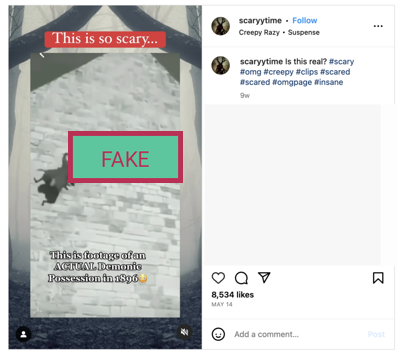 This is so scary...
FAKE
This is footage of an
ACTUAL Demonic
Possession in 1896😳
scaryytime • Follow
Creepy Razy • Suspense
scaryytime Is this real? #scary
#omg #creepy #clips #scared
#scared #omgpage #insane
9w
8,534 likes
MAY 14
Add a comment...
Post